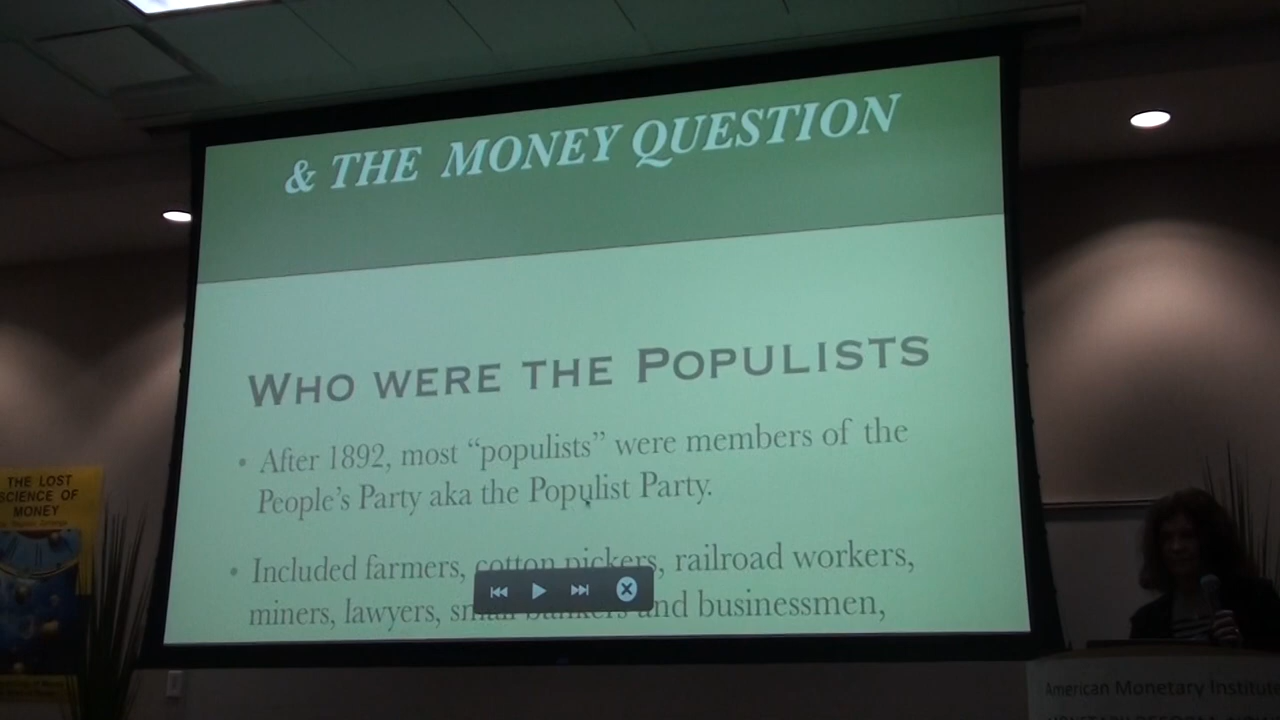 & THE MONEY QUESTION
WHO WERE THE POPULISTS
• After 1892, most “populists” were members of the
People’s Party aka the Populist Party.
• Included farmers, cotton pickers, railroad workers,
miners, lawyers, small bankers and businessmen,
THE LOST
SCIENCE OF
MONEY
American Monetary Institute